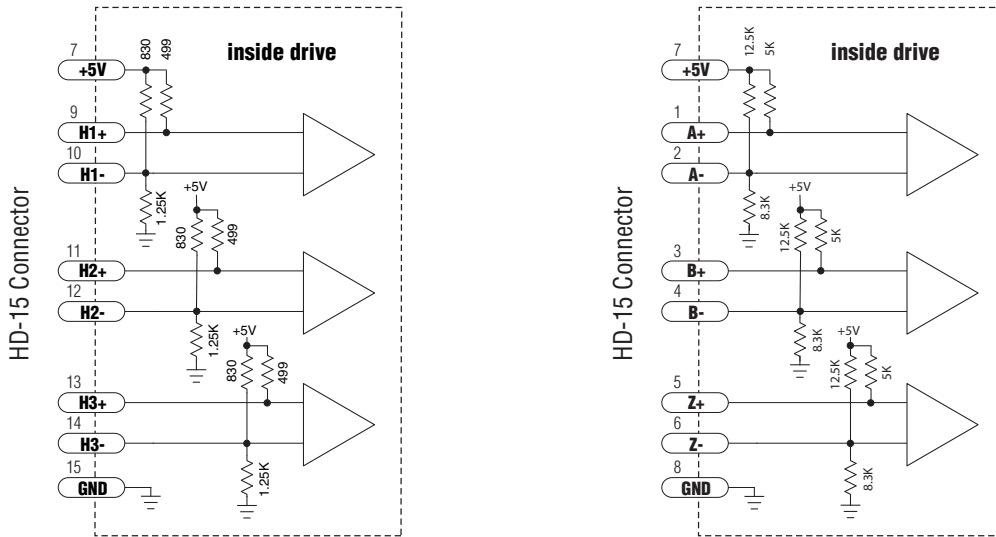 HD-15 Connector
inside drive
830
499
7
+5V
9
H1+
10
H1-
1.25K
+5V
830
499
11
H2+
12
H2-
1.25K
+5V
830
499
13
H3+
14
H3-
15
GND
1.25K
HD-15 Connector
inside drive
12.5K
5K
7
+5V
1
A+
2
A-
8.3K
+5V
12.5K
5K
3
B+
4
B-
8.3K
+5V
12.5K
5K
5
Z+
6
Z-
8
GND
8.3K